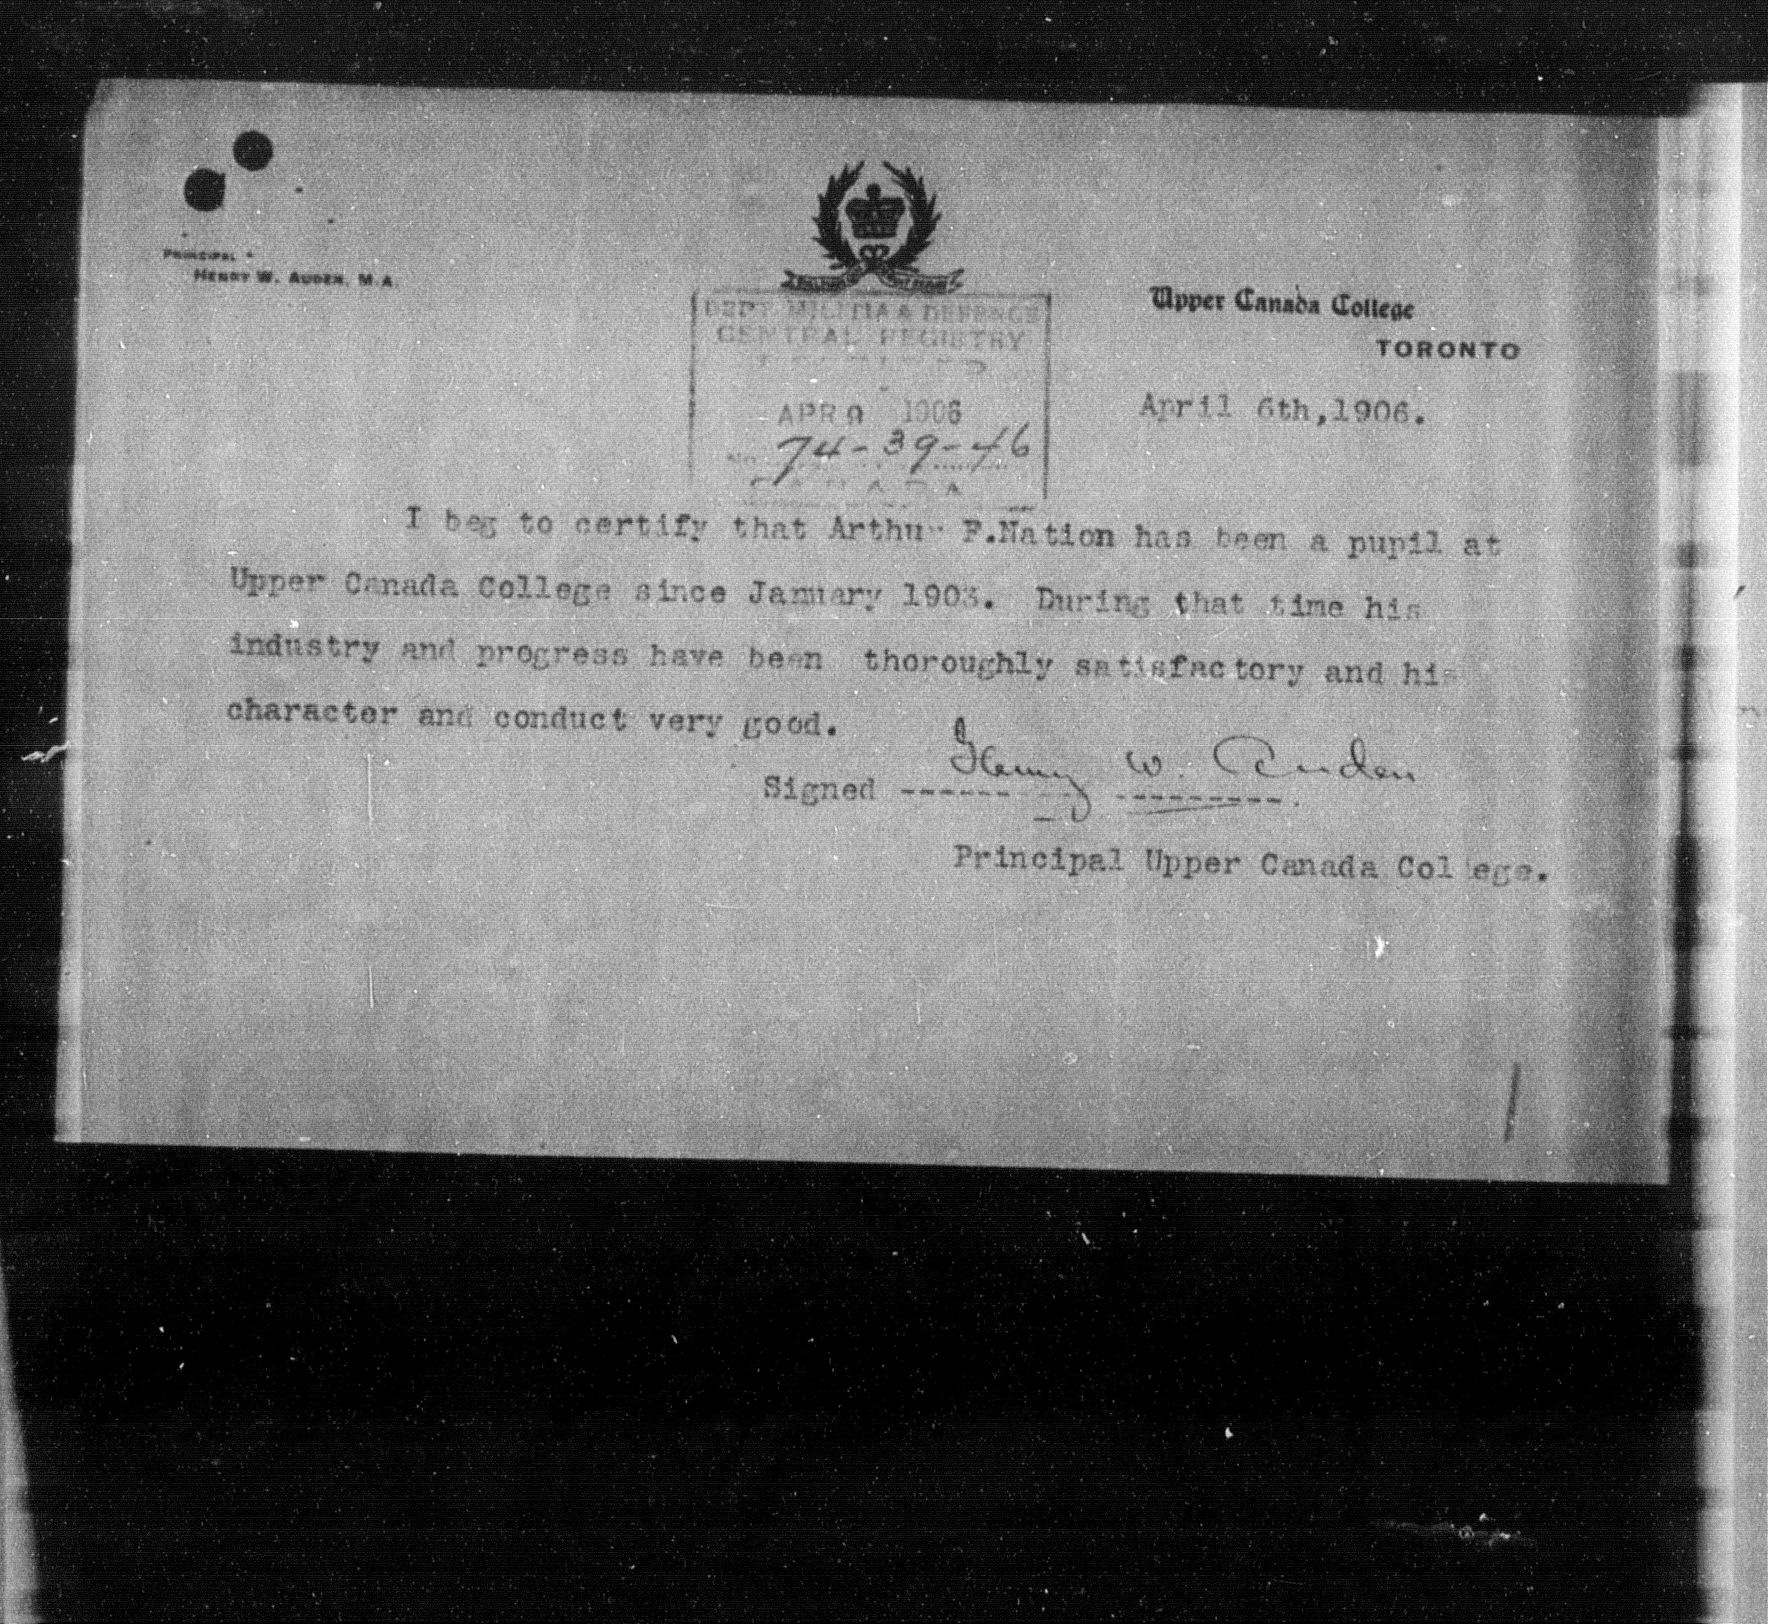 PRINCIPAL
HENRY W. AUDEN, M.A.
DEPT. MILITIA & DEFENCE
CENTRAL REGISTRY
APR 9 1906
No. 74-39-46
CANADA
Upper Canada College
TORONTO
April 6th,1906.
I beg to certify that Arthur F.Nation has been a pupil at
Upper Canada College since January 1903. During that time his
industry and progress have been thoroughly satisfactory and his
character and conduct very good.
Signed ------ Henry W. Auden ---------.
Principal Upper Canada College.